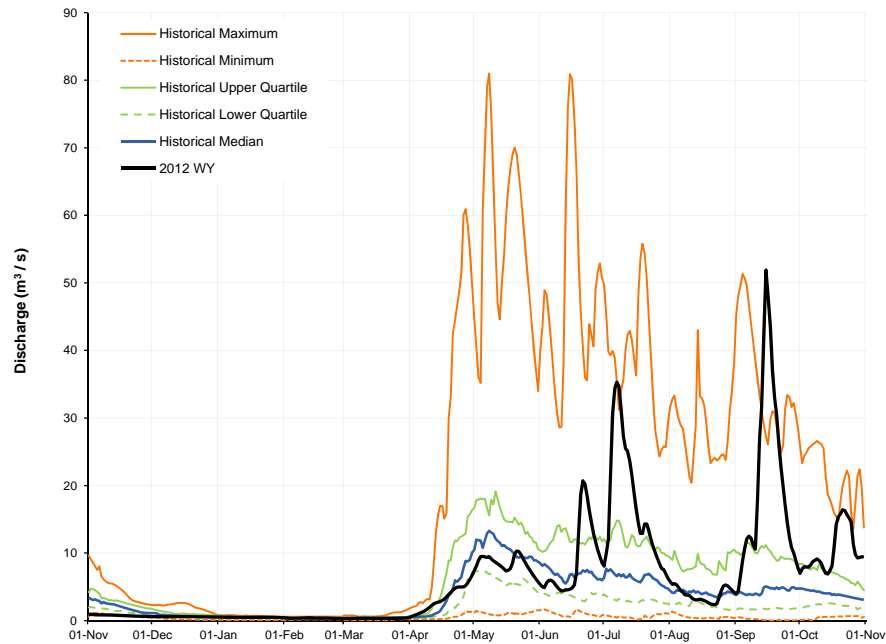 90
80
70
60
50
40
30
20
10
0
Discharge (m³ / s)
Historical Maximum
Historical Minimum
Historical Upper Quartile
Historical Lower Quartile
Historical Median
2012 WY
01-Nov 01-Dec 01-Jan 01-Feb 01-Mar 01-Apr 01-May 01-Jun 01-Jul 01-Aug 01-Sep 01-Oct 01-Nov